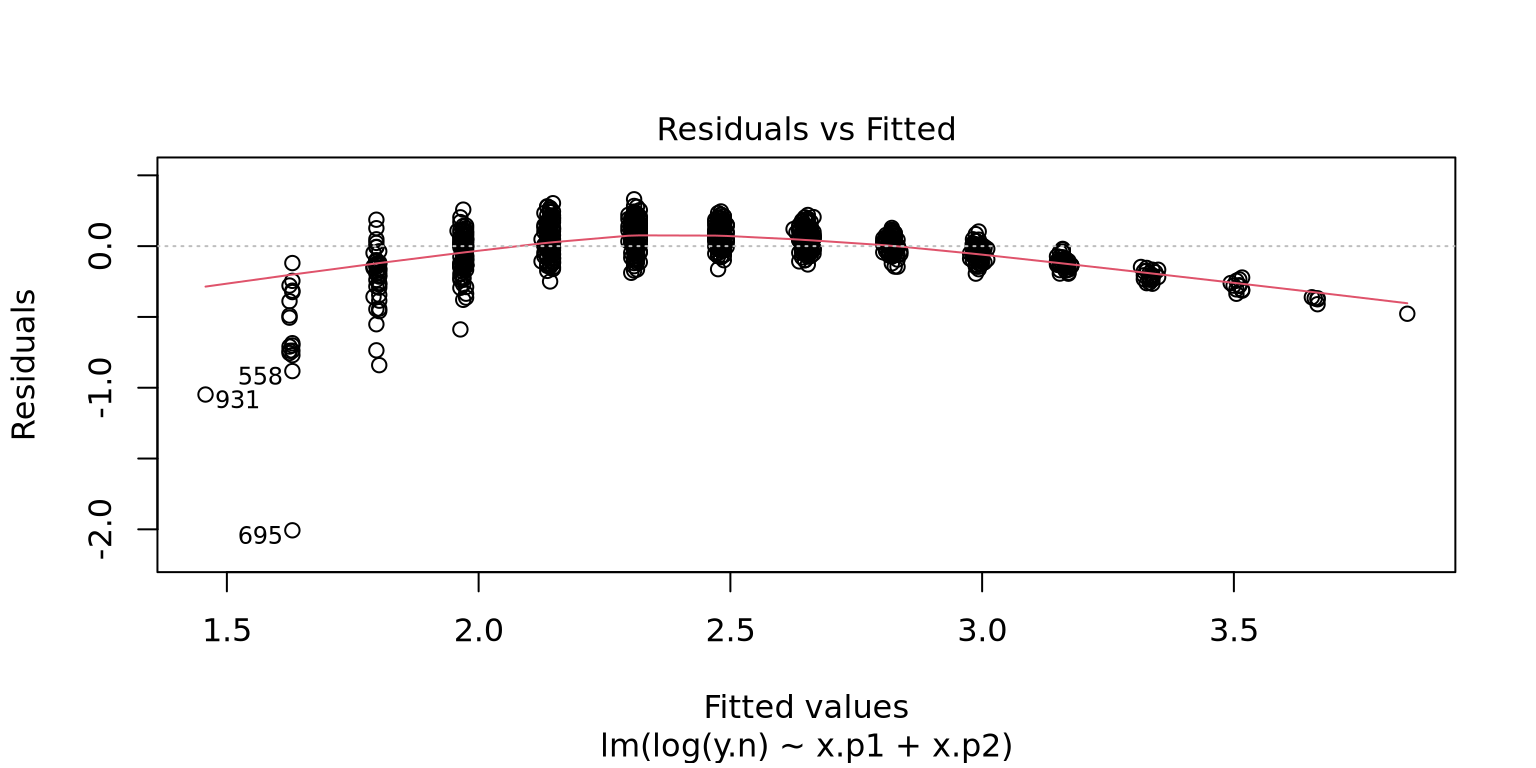 Residuals vs Fitted
Residuals
0.0
-1.0
-2.0
558
931
695
1.5 2.0 2.5 3.0 3.5
Fitted values
lm(log(y.n) ~ x.p1 + x.p2)